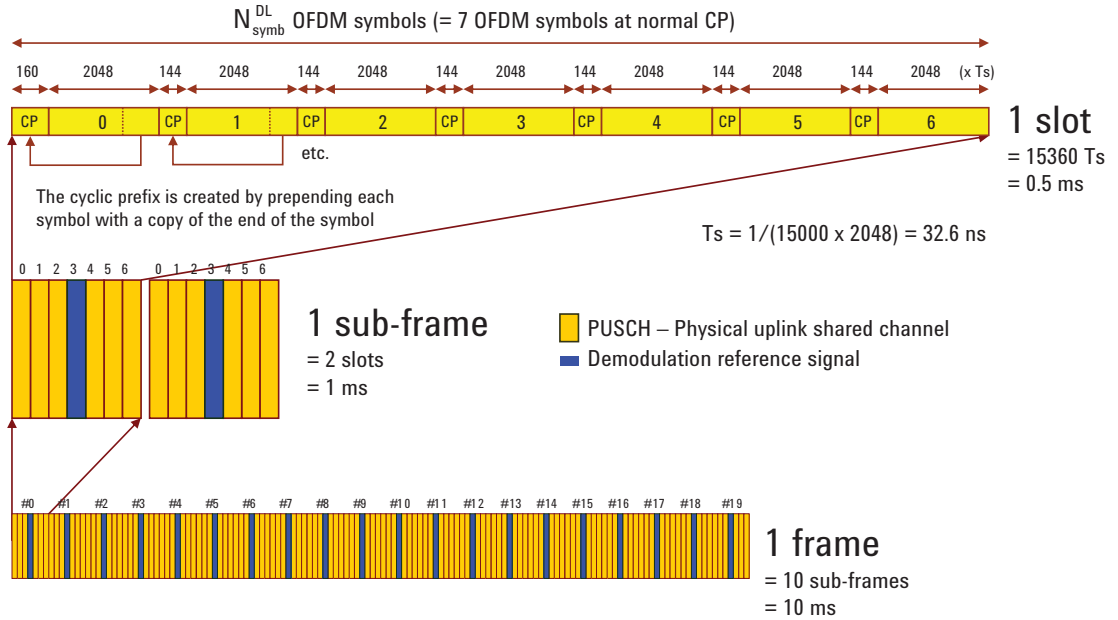 N DL symb OFDM symbols (= 7 OFDM symbols at normal CP)
160 2048 144 2048 144 2048 144 2048 144 2048 144 2048 144 2048 (x Ts)
CP 0 CP 1 CP 2 CP 3 CP 4 CP 5 CP 6
1 slot
= 15360 Ts
= 0.5 ms
etc.
The cyclic prefix is created by prepending each
symbol with a copy of the end of the symbol
Ts = 1/(15000 x 2048) = 32.6 ns
0 1 2 3 4 5 6 0 1 2 3 4 5 6
1 sub-frame
= 2 slots
= 1 ms
PUSCH – Physical uplink shared channel
Demodulation reference signal
#0 #1 #2 #3 #4 #5 #6 #7 #8 #9 #10 #11 #12 #13 #14 #15 #16 #17 #18 #19
1 frame
= 10 sub-frames
= 10 ms